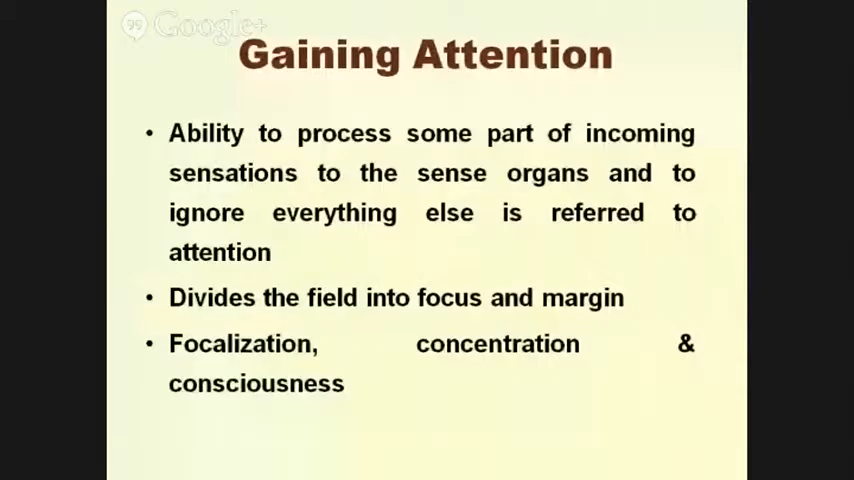 Google+
Gaining Attention
• Ability to process some part of incoming
sensations to the sense organs and to
ignore everything else is referred to
attention
• Divides the field into focus and margin
• Focalization, concentration &
consciousness